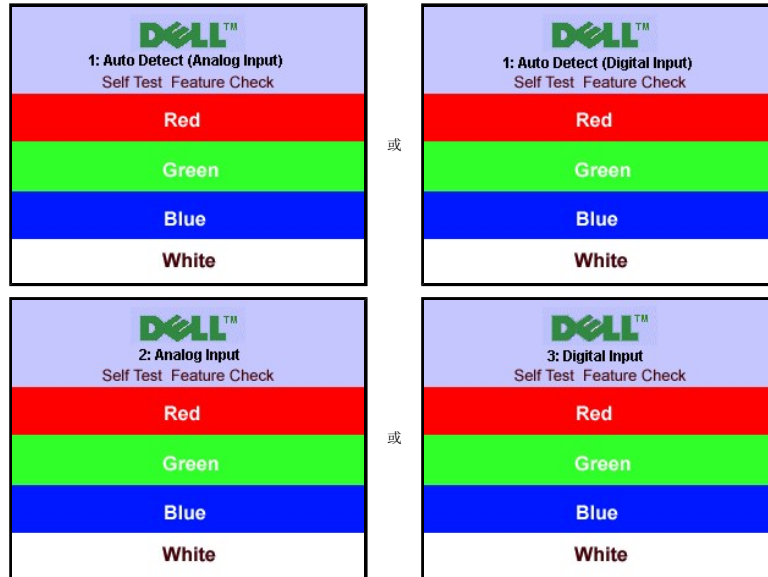 DELL™
1: Auto Detect (Analog Input)
Self Test Feature Check
Red
Green
Blue
White
或
DELL™
1: Auto Detect (Digital Input)
Self Test Feature Check
Red
Green
Blue
White
DELL™
2: Analog Input
Self Test Feature Check
Red
Green
Blue
White
或
DELL™
3: Digital Input
Self Test Feature Check
Red
Green
Blue
White